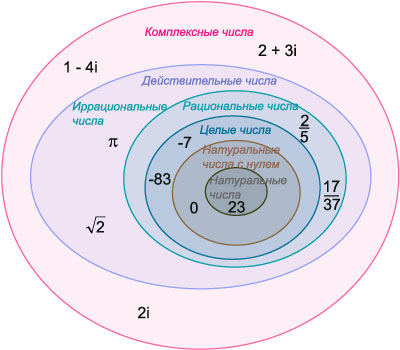 Комплексные числа
2 + 3i
1 - 4i
Действительные числа
Иррациональные
числа
Рациональные числа
2/5
Целые числа
π
-7
Натуральные
числа с нулем
-83
Натуральные
числа
17/37
0
23
√2
2i